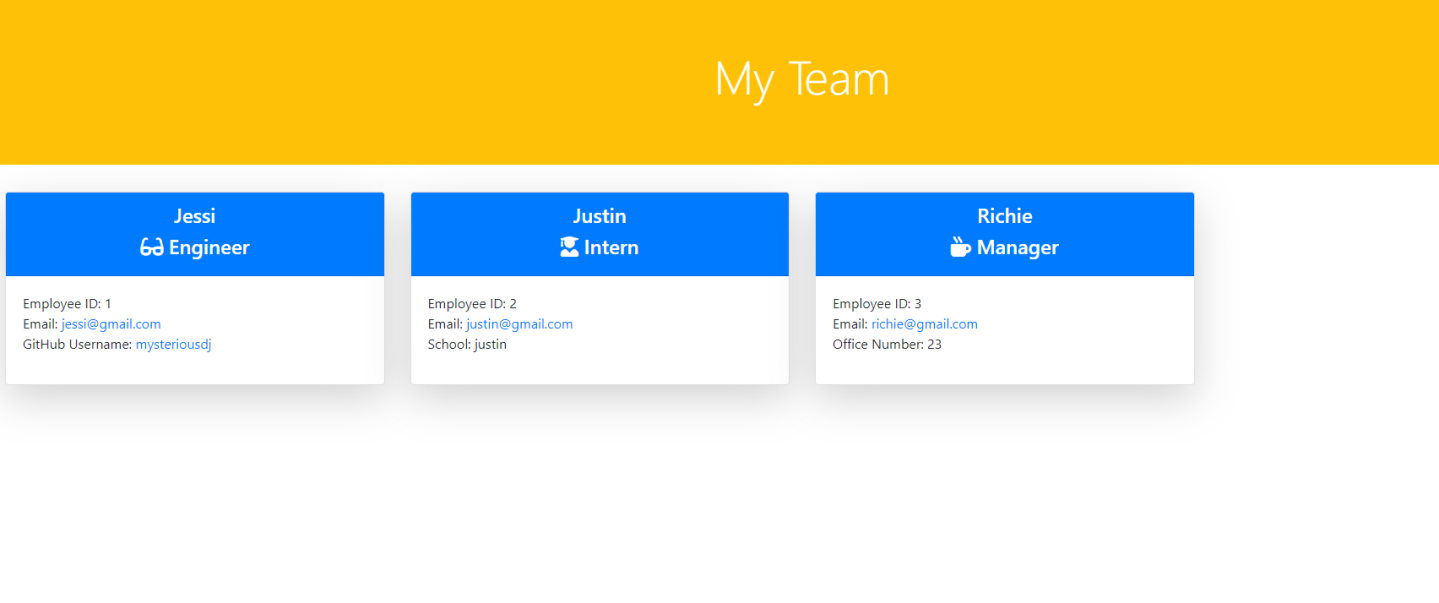 My Team
Jessi
Engineer
Employee ID: 1
Email: jessi@gmail.com
GitHub Username: mysteriousdj
Justin
Intern
Employee ID: 2
Email: justin@gmail.com
School: justin
Richie
Manager
Employee ID: 3
Email: richie@gmail.com
Office Number: 23